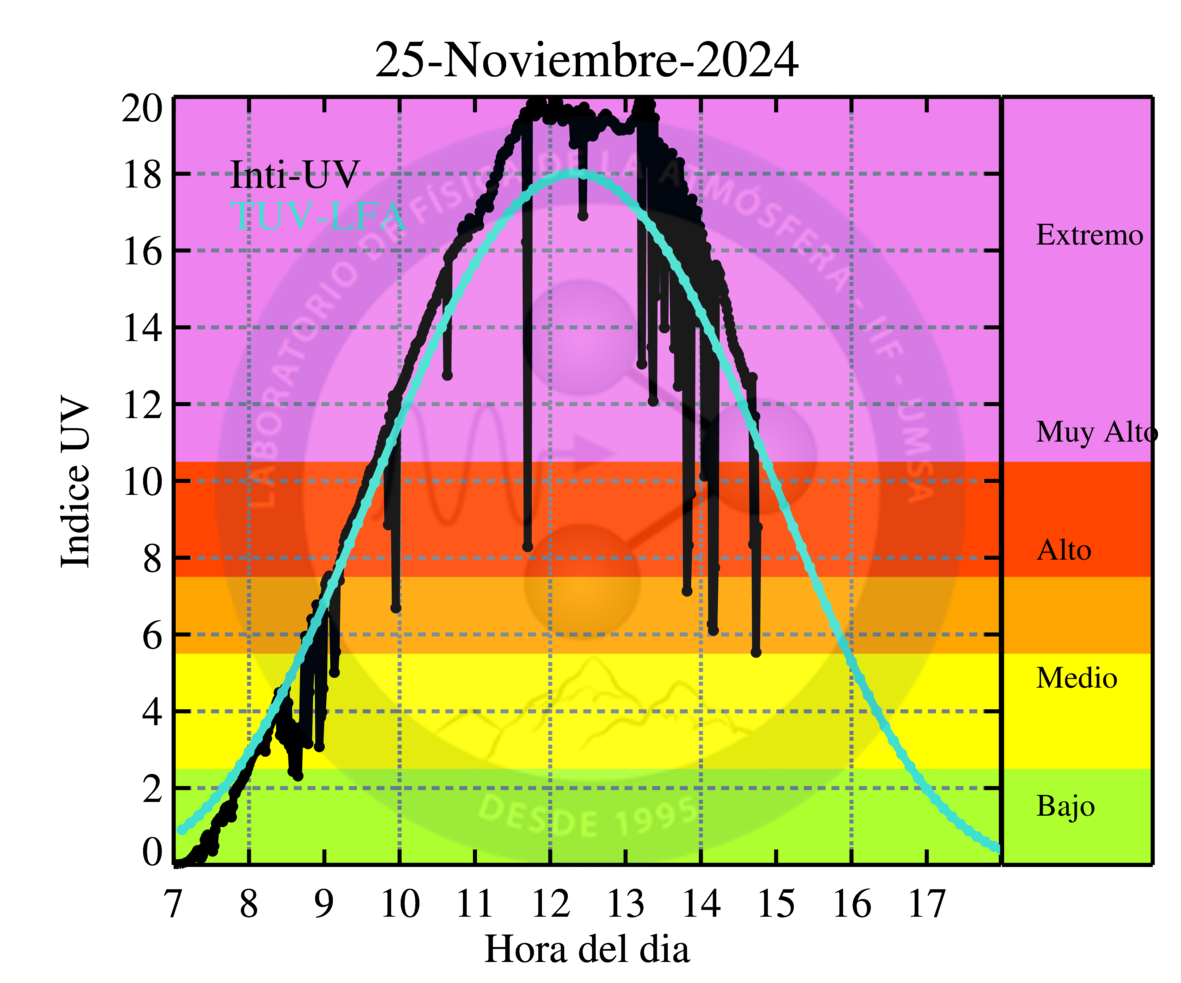 25-Noviembre-2024
Indice UV
20
18
16
14
12
10
8
6
4
2
0
Inti-UV
TUV-LFA
LABORATORIO DE FÍSICA DE LA ATMÓSFERA - IIF - UMSA
DESDE 1995
Extremo
Muy Alto
Alto
Medio
Bajo
7 8 9 10 11 12 13 14 15 16 17
Hora del dia